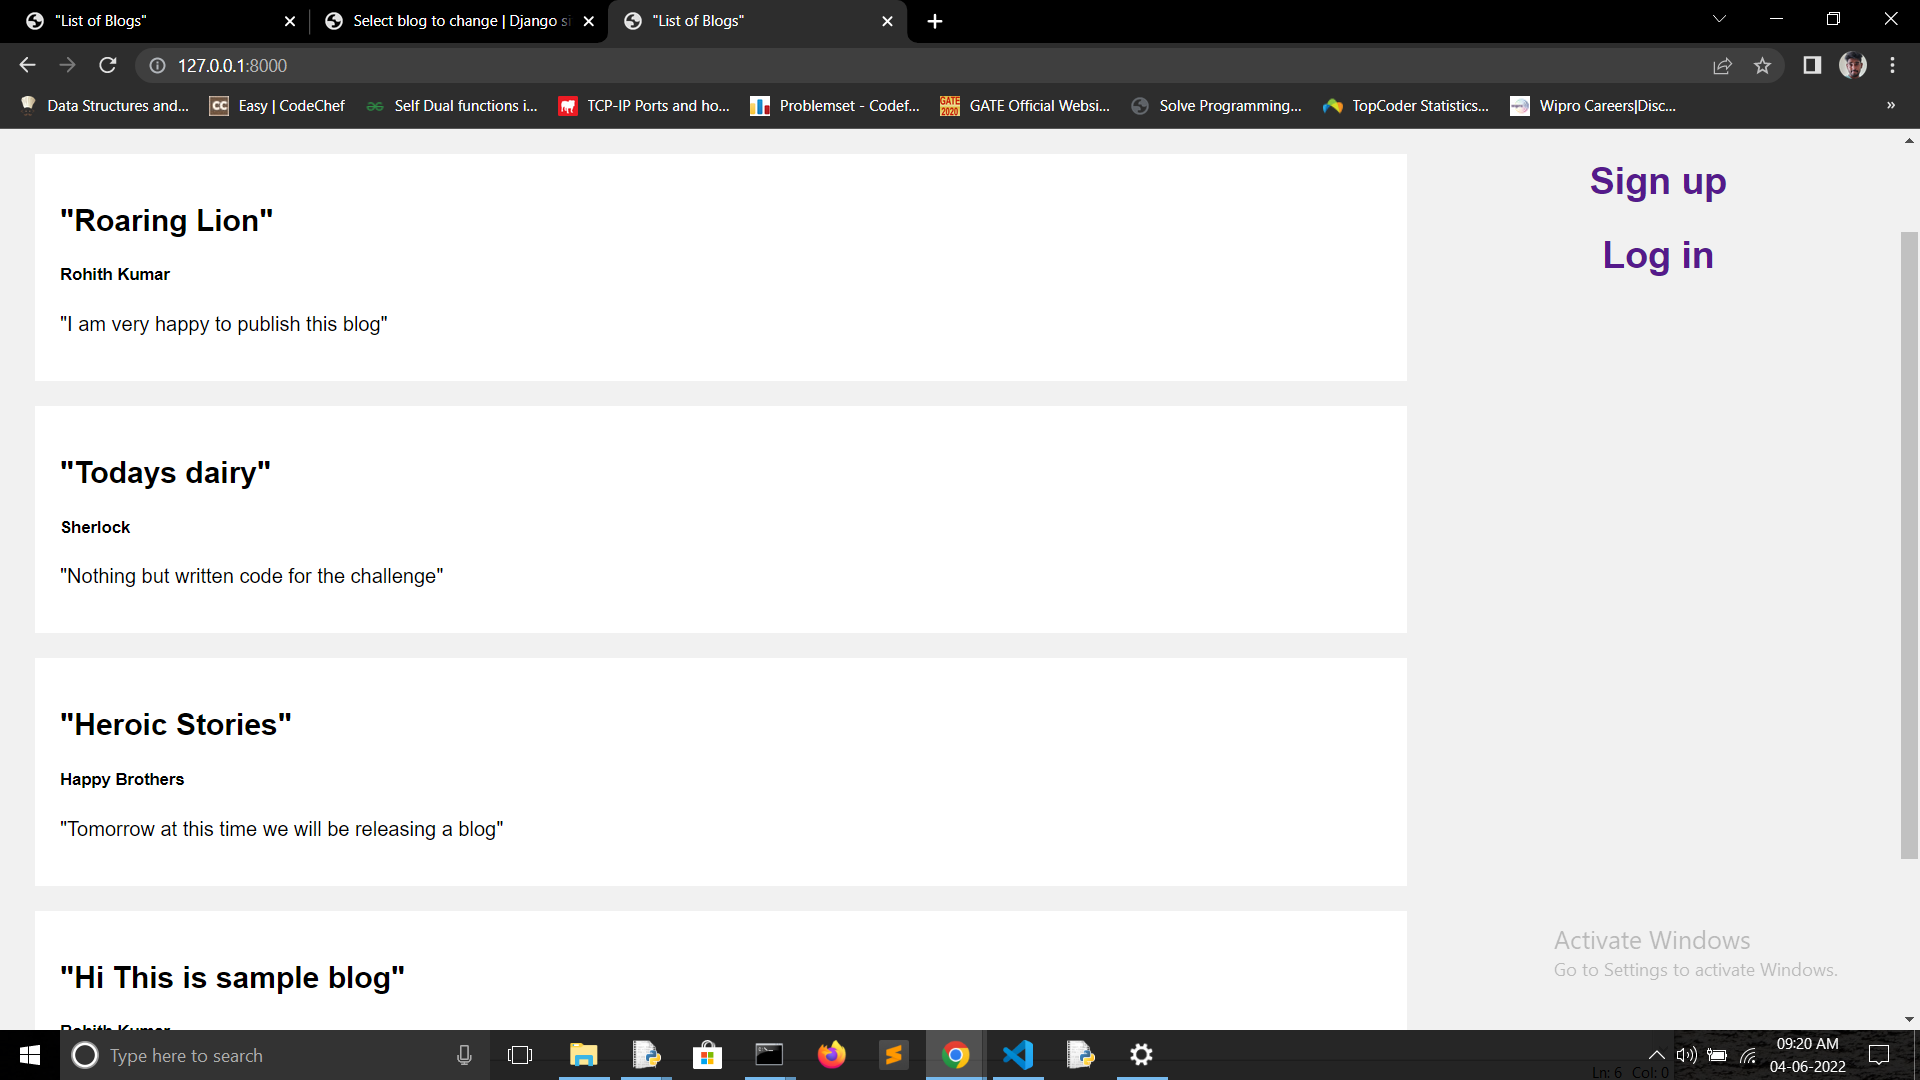 "List of Blogs"
Select blog to change | Django si
"List of Blogs"
127.0.0.1:8000
Data Structures and...
CC
Easy | CodeChef
Self Dual functions i...
TCP-IP Ports and ho...
Problemset - Codef...
GATE 2020
GATE Official Websi...
Solve Programming...
TopCoder Statistics...
Wipro Careers|Disc...
"Roaring Lion"
Rohith Kumar
"I am very happy to publish this blog"
Sign up
Log in
"Todays dairy"
Sherlock
"Nothing but written code for the challenge"
"Heroic Stories"
Happy Brothers
"Tomorrow at this time we will be releasing a blog"
"Hi This is sample blog"
Rohith Kumar
Activate Windows
Go to Settings to activate Windows.
Type here to search
Ln: 6 Col: 0
09:20 AM
04-06-2022